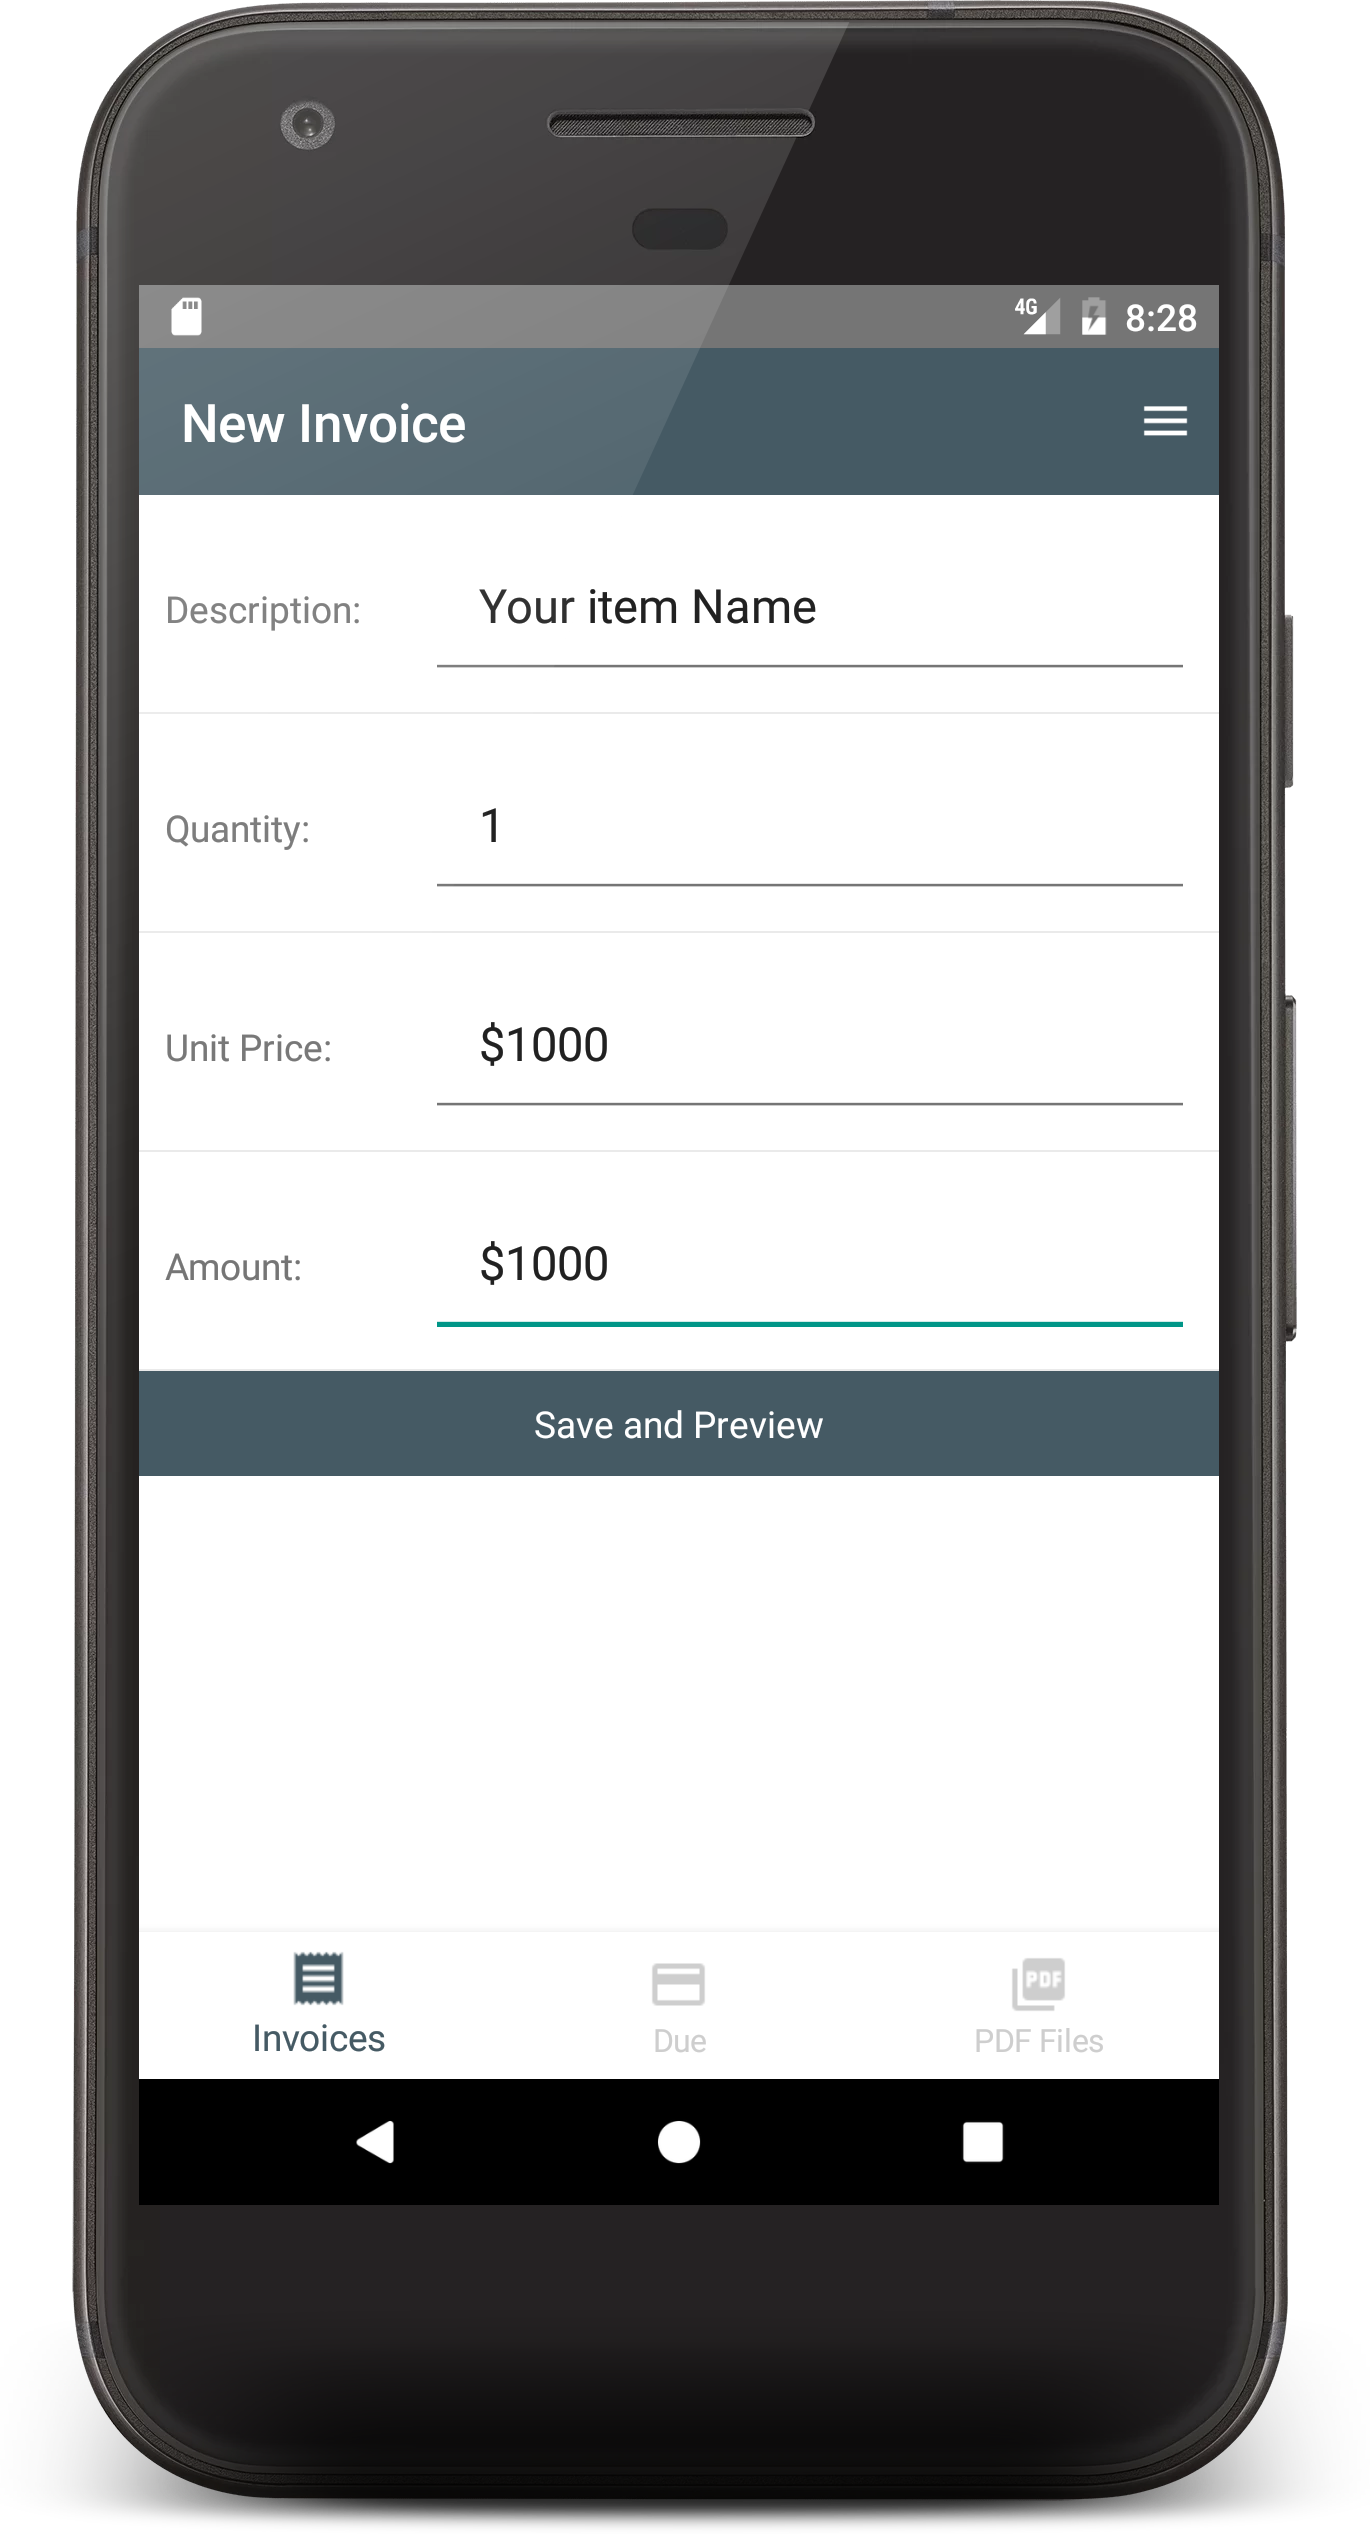 4G 8:28
New Invoice
Description: Your item Name
Quantity: 1
Unit Price: $1000
Amount: $1000
Save and Preview
PDF
Invoices Due PDF Files